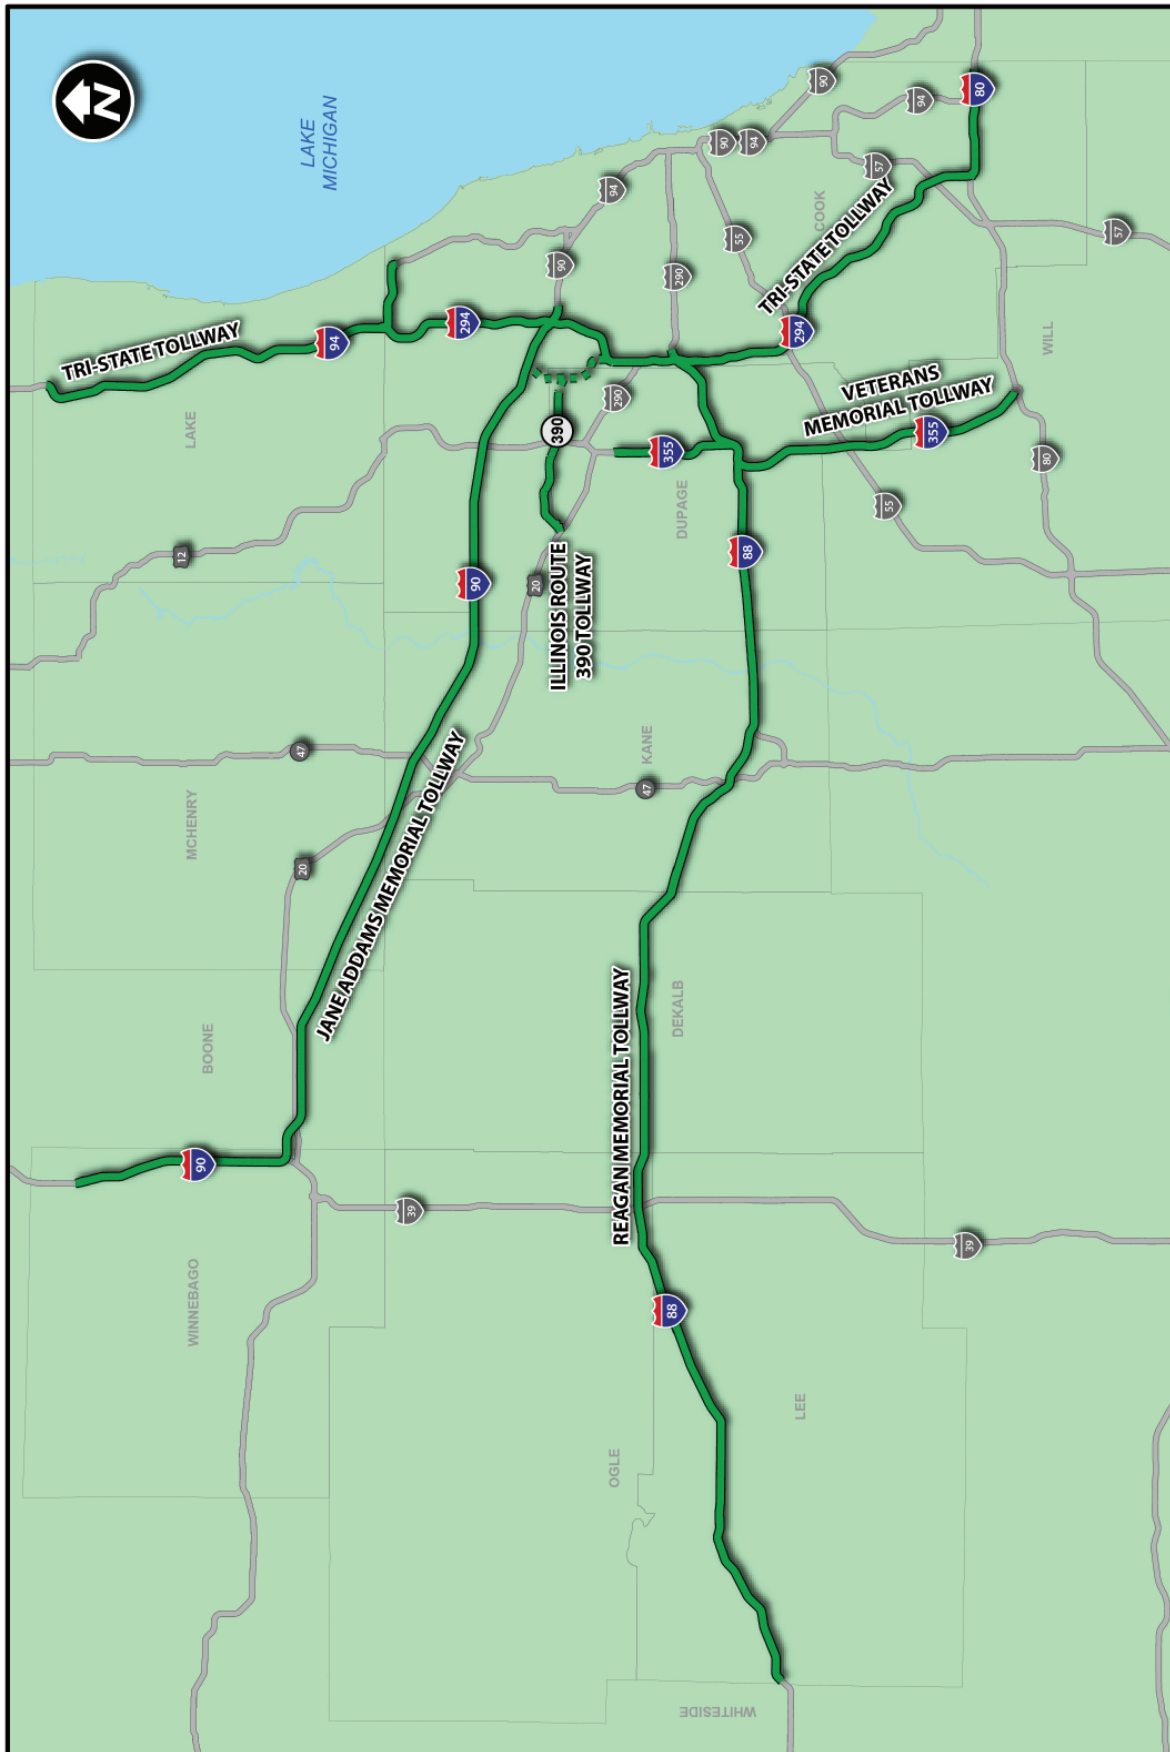 N
LAKE
MICHIGAN
TRI-STATE TOLLWAY
94
LAKE
294
12
47
MCHENRY
20
BOONE
90
WINNEBAGO
39
JANE ADDAMS MEMORIAL TOLLWAY
90
90
94
390
290
20
ILLINOIS ROUTE
390 TOLLWAY
355
DUPAGE
290
90
94
90
55
COOK
57
94
80
TRI-STATE TOLLWAY
294
VETERANS
MEMORIAL TOLLWAY
355
WILL
57
80
55
88
KANE
47
DEKALB
REAGAN MEMORIAL TOLLWAY
39
88
OGLE
LEE
WHITESIDE